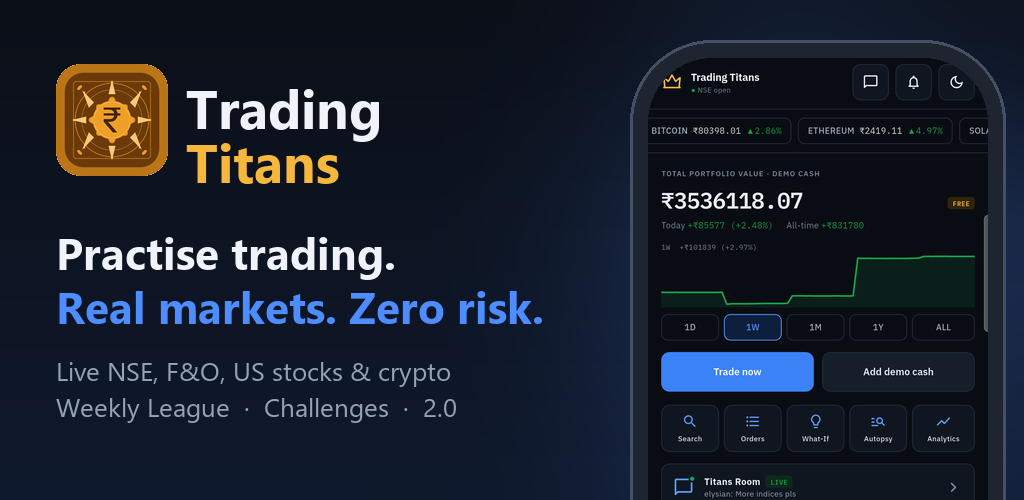 ₹
Trading
Titans
Practise trading.
Real markets. Zero risk.
Live NSE, F&O, US stocks & crypto
Weekly League · Challenges · 2.0
Trading Titans
● NSE open
BITCOIN ₹80398.01 ▲2.86%
ETHEREUM ₹2419.11 ▲4.97%
SOLA
TOTAL PORTFOLIO VALUE · DEMO CASH
₹3536118.07
FREE
Today +₹85577 (+2.48%) All-time +₹831780
1W +₹101839 (+2.97%)
1D 1W 1M 1Y ALL
Trade now Add demo cash
Search Orders What-If Autopsy Analytics
Titans Room LIVE
elysian: More indices pls